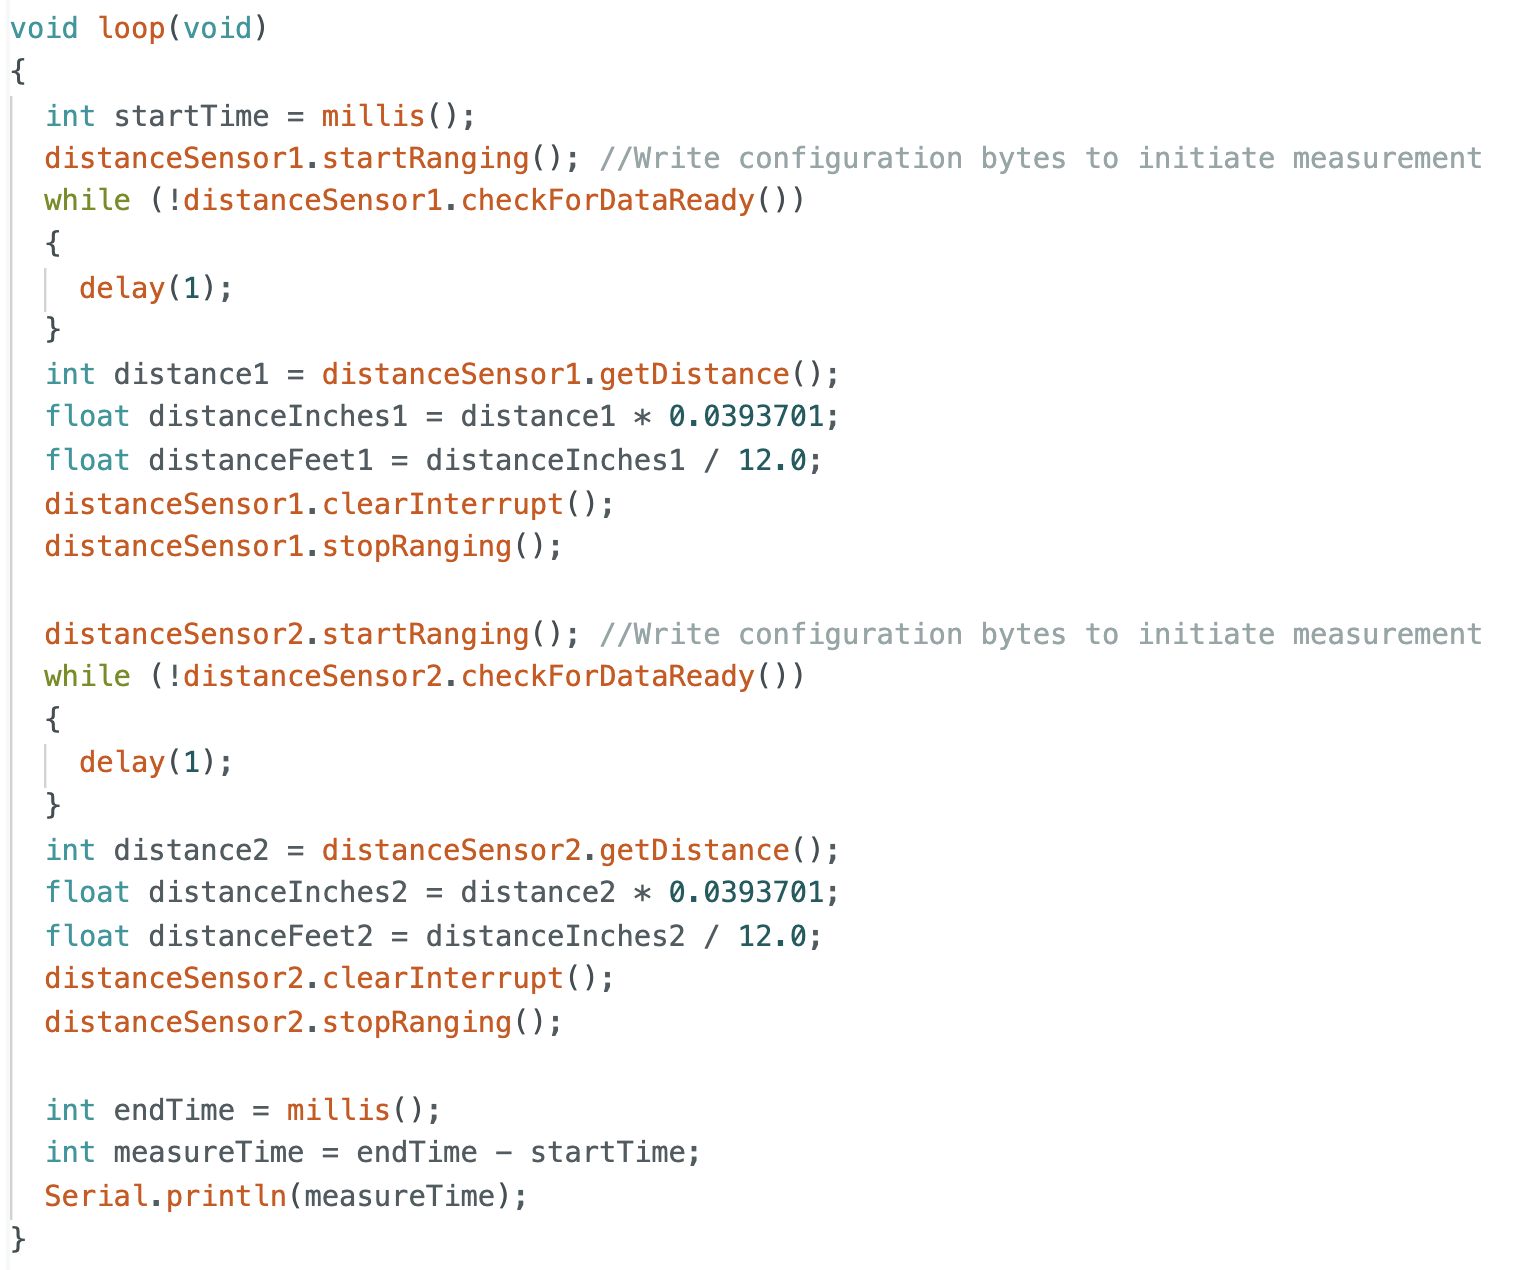 void loop(void)
{
  int startTime = millis();
  distanceSensor1.startRanging(); //Write configuration bytes to initiate measurement
  while (!distanceSensor1.checkForDataReady())
  {
    delay(1);
  }
  int distance1 = distanceSensor1.getDistance();
  float distanceInches1 = distance1 * 0.0393701;
  float distanceFeet1 = distanceInches1 / 12.0;
  distanceSensor1.clearInterrupt();
  distanceSensor1.stopRanging();

  distanceSensor2.startRanging(); //Write configuration bytes to initiate measurement
  while (!distanceSensor2.checkForDataReady())
  {
    delay(1);
  }
  int distance2 = distanceSensor2.getDistance();
  float distanceInches2 = distance2 * 0.0393701;
  float distanceFeet2 = distanceInches2 / 12.0;
  distanceSensor2.clearInterrupt();
  distanceSensor2.stopRanging();

  int endTime = millis();
  int measureTime = endTime - startTime;
  Serial.println(measureTime);
}